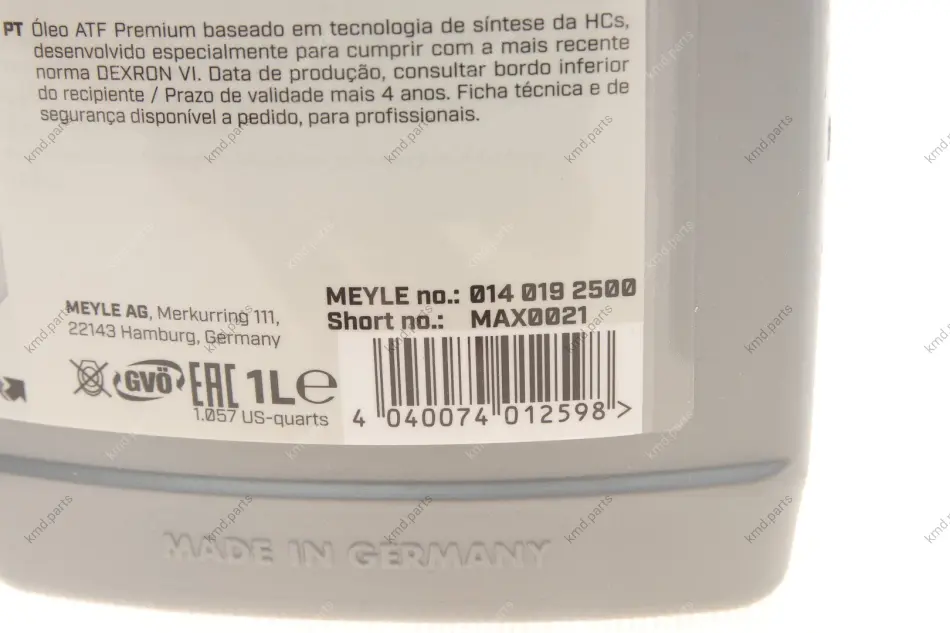 PT Óleo ATF Premium baseado em tecnologia de síntese da HCs,
desenvolvido especialmente para cumprir com a mais recente
norma DEXRON VI. Data de produção, consultar bordo inferior
do recipiente / Prazo de validade mais 4 anos. Ficha técnica e de
segurança disponível a pedido, para profissionais.
MEYLE no.: 014 019 2500
Short no.: MAX0021
MEYLE AG, Merkurring 111,
22143 Hamburg, Germany
GVÖ EAC 1L e
1.057 US-quarts
4 040074 012598 >
MADE IN GERMANY
kmd.parts